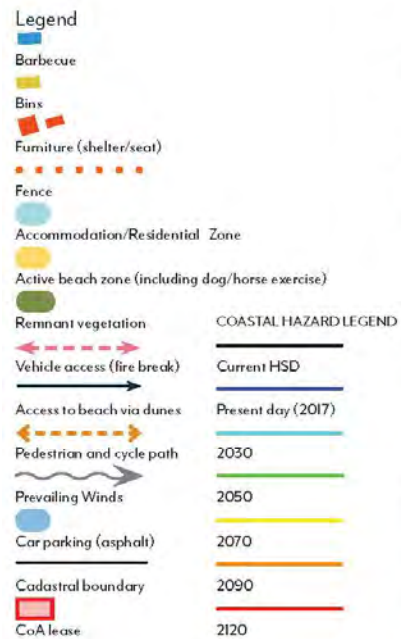 Legend
Barbecue
Bins
Furniture (shelter/seat)
Fence
Accommodation/Residential Zone
Active beach zone (including dog/horse exercise)
Remnant vegetation
Vehicle access (fire break)
Access to beach via dunes
Pedestrian and cycle path
Prevailing Winds
Car parking (asphalt)
Cadastral boundary
CoA lease
COASTAL HAZARD LEGEND
Current HSD
Present day (2017)
2030
2050
2070
2090
2120